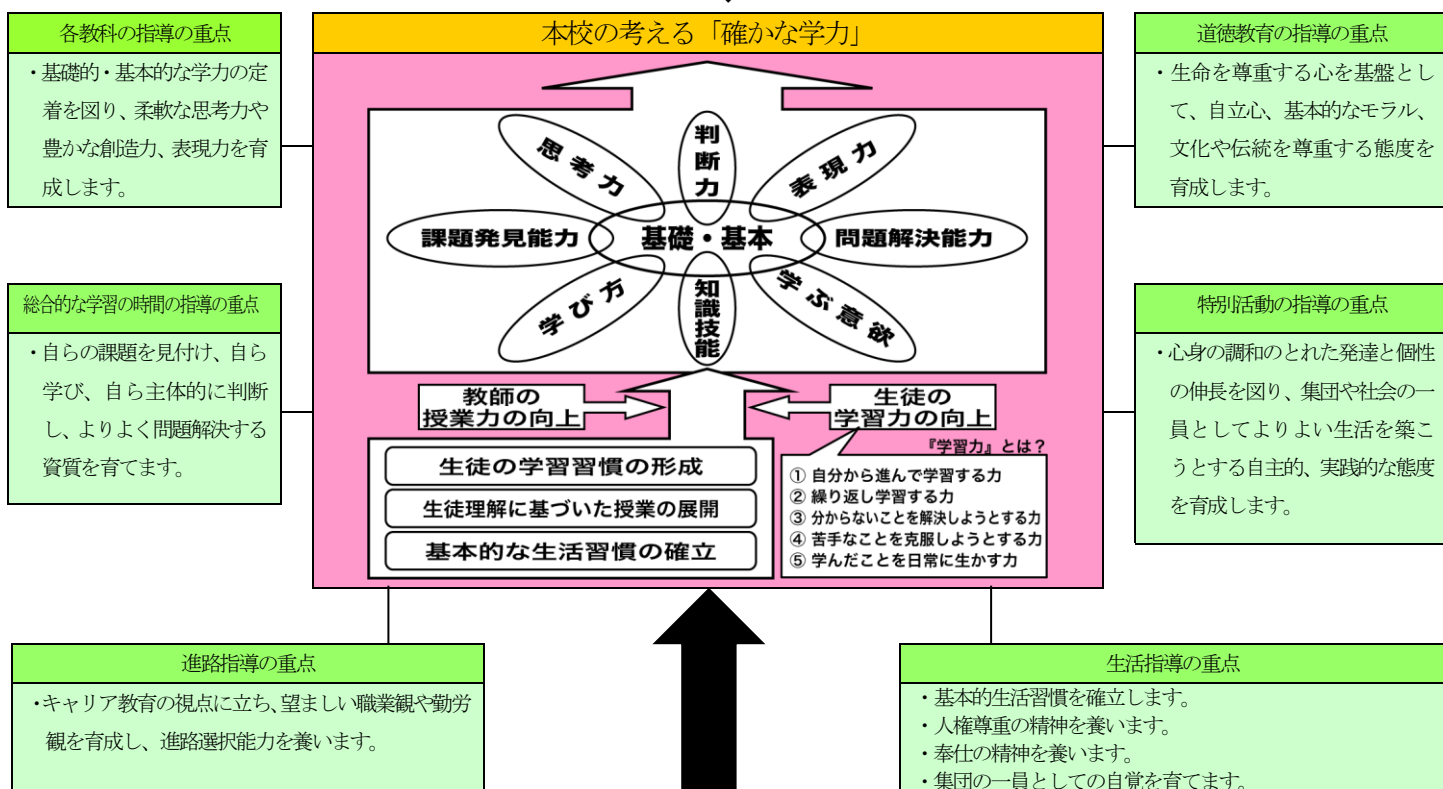 各教科の指導の重点
・基礎的・基本的な学力の定
着を図り、柔軟な思考力や
豊かな創造力、表現力を育
成します。
総合的な学習の時間の指導の重点
・自らの課題を見付け、自ら
学び、自ら主体的に判断
し、よりよく問題解決する
資質を育てます。
本校の考える「確かな学力」
思考力
判断力
表現力
課題発見能力
基礎・基本
問題解決能力
学び方
知識技能
学ぶ意欲
教師の
授業力の向上
生徒の
学習力の向上
『学習力』とは？
① 自分から進んで学習する力
② 繰り返し学習する力
③ 分からないことを解決しようとする力
④ 苦手なことを克服しようとする力
⑤ 学んだことを日常に生かす力
生徒の学習習慣の形成
生徒理解に基づいた授業の展開
基本的な生活習慣の確立
道徳教育の指導の重点
・生命を尊重する心を基盤とし
て、自立心、基本的なモラル、
文化や伝統を尊重する態度を
育成します。
特別活動の指導の重点
・心身の調和のとれた発達と個性
の伸長を図り、集団や社会の一
員としてよりよい生活を築こ
うとする自主的、実践的な態度
を育成します。
進路指導の重点
・キャリア教育の視点に立ち、望ましい職業観や勤労
観を育成し、進路選択能力を養います。
生活指導の重点
・基本的生活習慣を確立します。
・人権尊重の精神を養います。
・奉仕の精神を養います。
・集団の一員としての自覚を育てます。